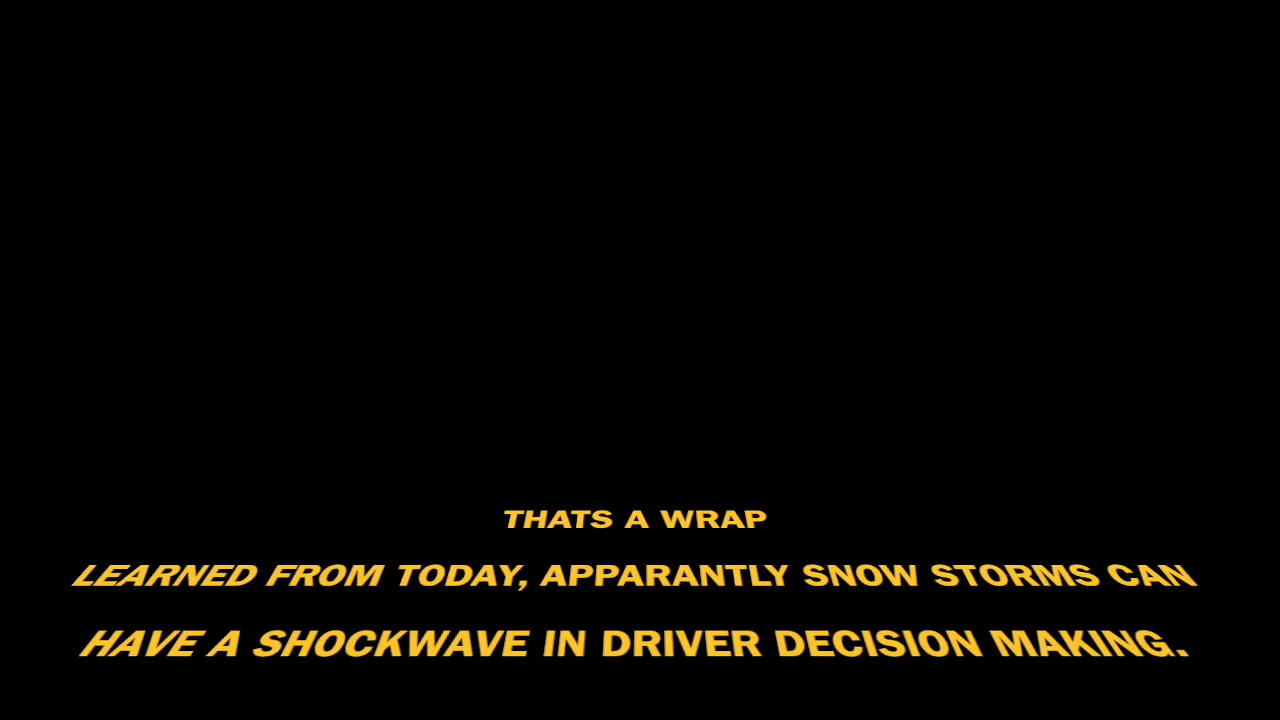 THATS A WRAP
LEARNED FROM TODAY, APPARANTLY SNOW STORMS CAN
HAVE A SHOCKWAVE IN DRIVER DECISION MAKING.